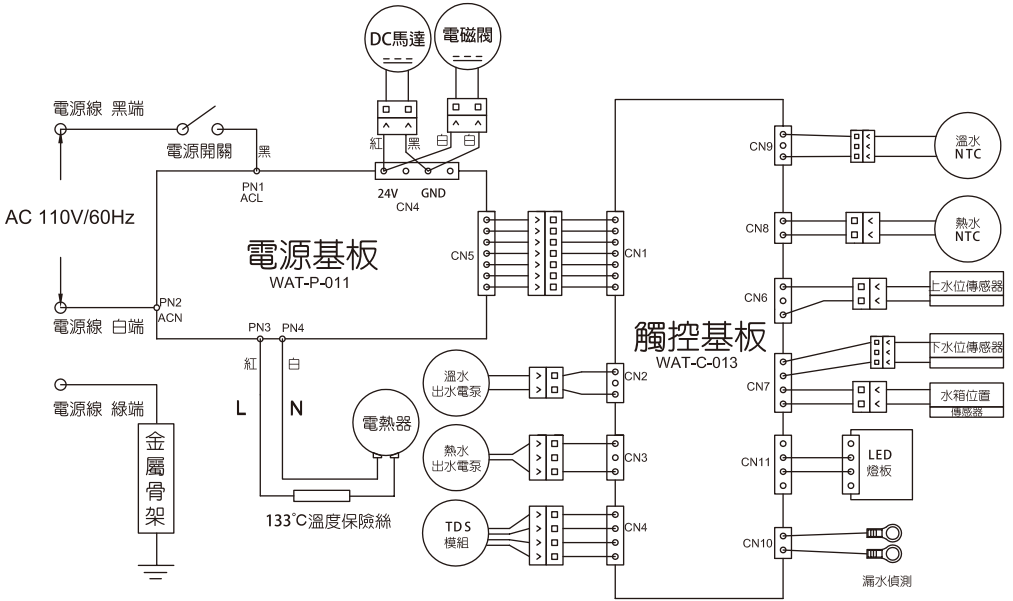 DC馬達
電磁閥
電源線 黑端
電源開關
黑
紅
黑
白
白
PN1
ACL
24V
GND
CN4
AC 110V/60Hz
電源基板
WAT-P-011
CN5
PN2
ACN
電源線 白端
PN3
PN4
紅
白
L
N
電源線 綠端
金屬骨架
電熱器
133°C溫度保險絲
觸控基板
WAT-C-013
CN1
CN2
CN3
CN4
溫水
出水電泵
熱水
出水電泵
TDS
模組
CN9
溫水
NTC
CN8
熱水
NTC
CN6
上水位傳感器
CN7
下水位傳感器
水箱位置
傳感器
CN11
LED
燈板
CN10
漏水偵測